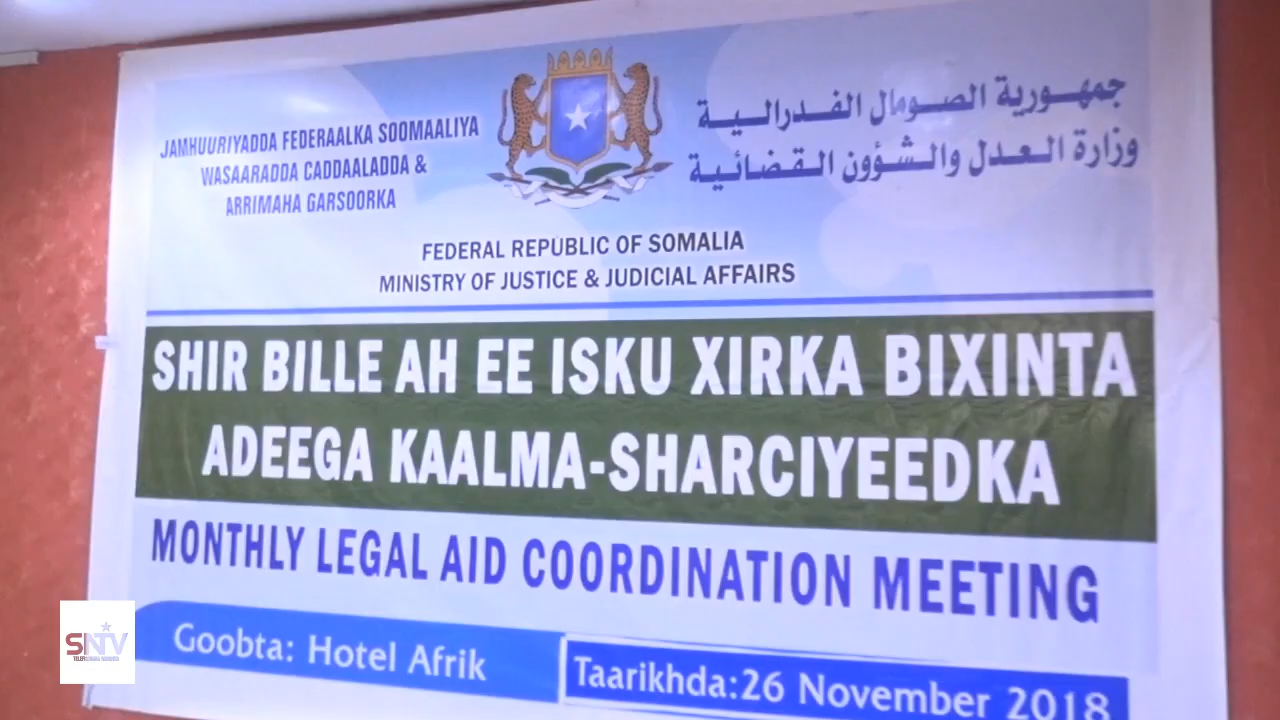 JAMHUURIYADDA FEDERAALKA SOOMAALIYA
WASAARADDA CADDAALADDA &
ARRIMAHA GARSOORKA
جمهورية الصومال الفدرالية
وزارة العدل والشؤون القضائية
FEDERAL REPUBLIC OF SOMALIA
MINISTRY OF JUSTICE & JUDICIAL AFFAIRS
SHIR BILLE AH EE ISKU XIRKA BIXINTA
ADEEGA KAALMA-SHARCIYEEDKA
MONTHLY LEGAL AID COORDINATION MEETING
Goobta: Hotel Afrik
Taarikhda:26 November 2018
SNTV